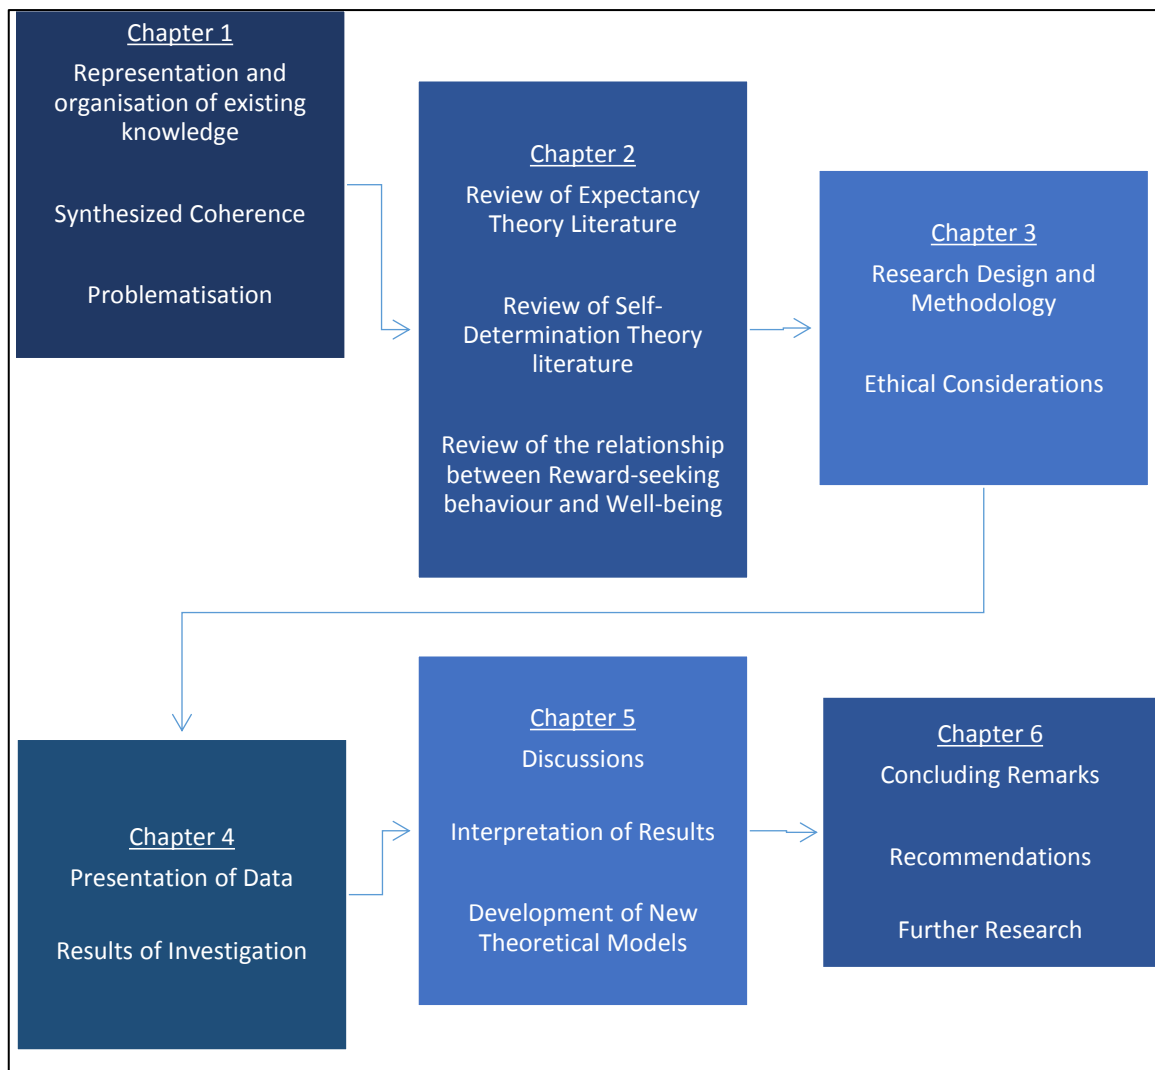 Chapter 1
Representation and
organisation of existing
knowledge
Synthesized Coherence
Problematisation
Chapter 2
Review of Expectancy
Theory Literature
Review of Self-
Determination Theory
literature
Review of the relationship
between Reward-seeking
behaviour and Well-being
Chapter 3
Research Design and
Methodology
Ethical Considerations
Chapter 4
Presentation of Data
Results of Investigation
Chapter 5
Discussions
Interpretation of Results
Development of New
Theoretical Models
Chapter 6
Concluding Remarks
Recommendations
Further Research